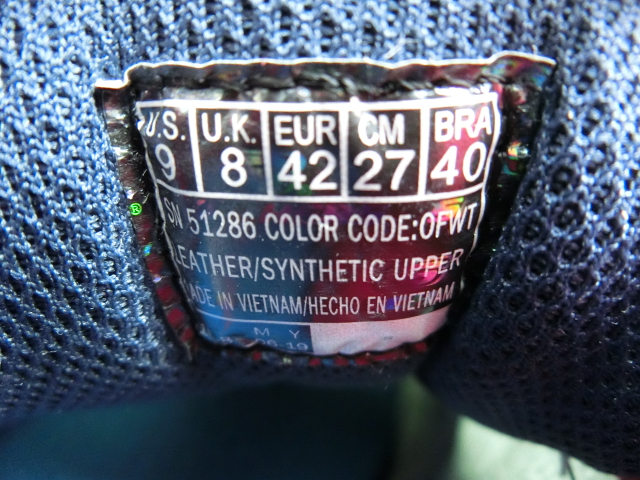 U.S. U.K. EUR CM BRA
9 8 42 27 40
SN 51286 COLOR CODE:OFWT
LEATHER/SYNTHETIC UPPER
MADE IN VIETNAM/HECHO EN VIETNAM
M Y
®